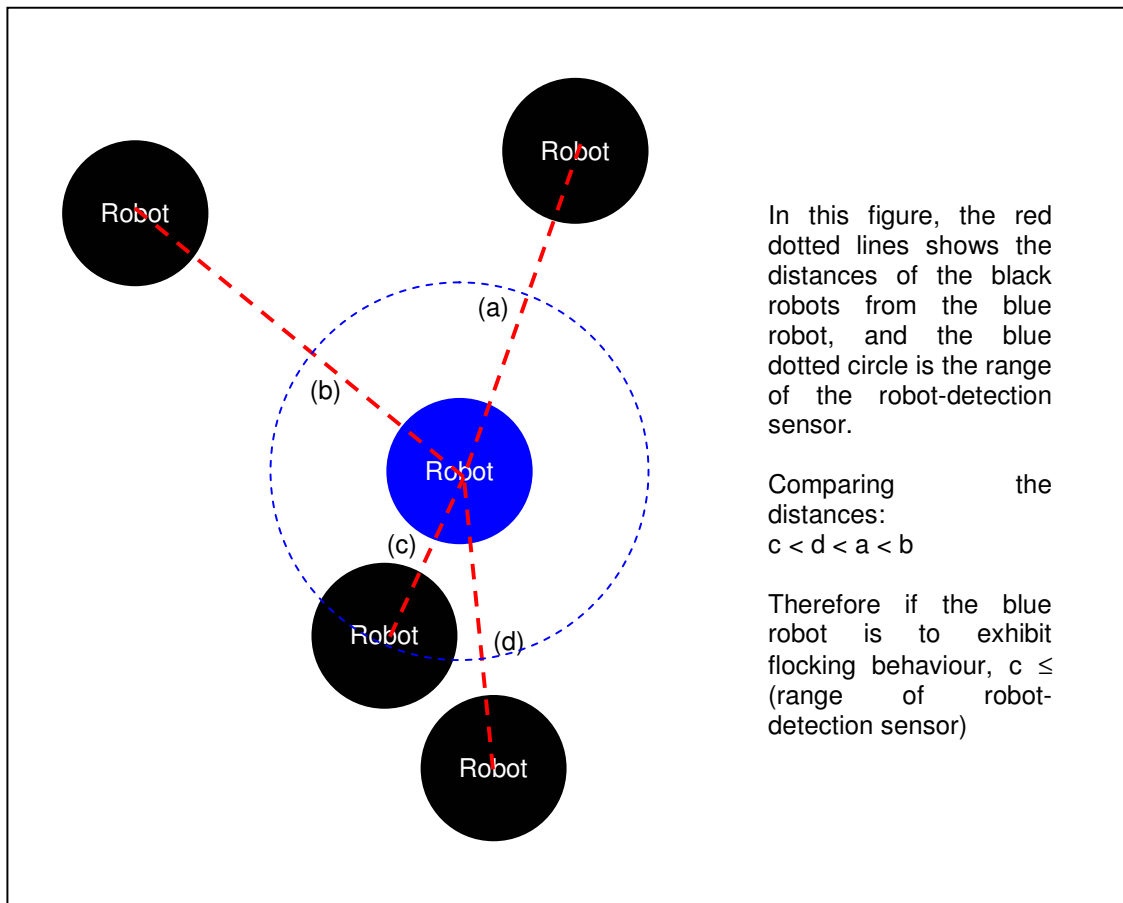 Robot
Robot
(a)
(b)
Robot
(c)
Robot
(d)
Robot
In this figure, the red
dotted lines shows the
distances of the black
robots from the blue
robot, and the blue
dotted circle is the range
of the robot-detection
sensor.
Comparing the
distances:
c < d < a < b
Therefore if the blue
robot is to exhibit
flocking behaviour, c ≤
(range of robot-
detection sensor)